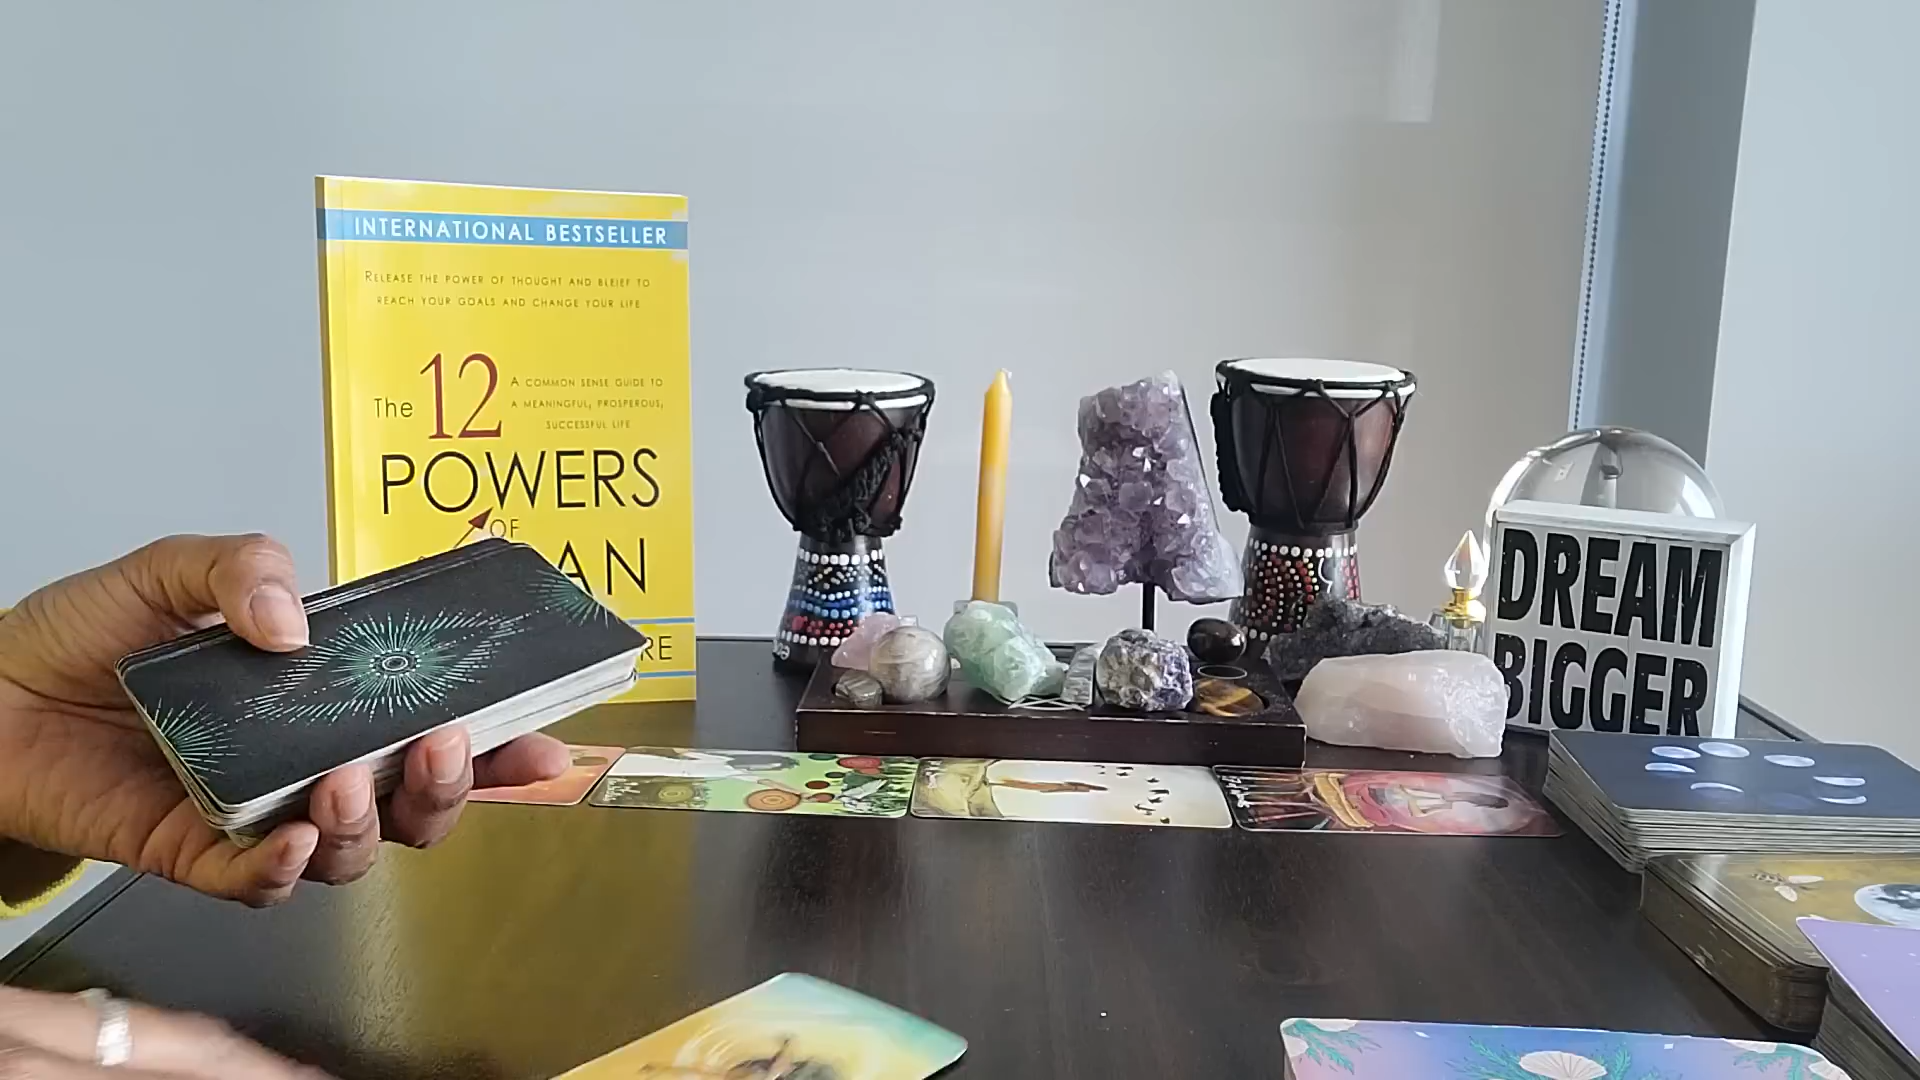 INTERNATIONAL BESTSELLER
RELEASE THE POWER OF THOUGHT AND BLEIEF TO
REACH YOUR GOALS AND CHANGE YOUR LIFE
The 12
A COMMON SENSE GUIDE TO
A MEANINGFUL, PROSPEROUS,
SUCCESSFUL LIFE
POWERS
OF
AN
RE
DREAM
BIGGER